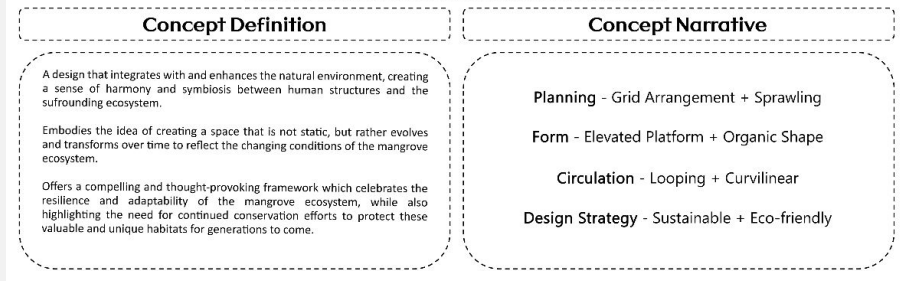 Concept Definition
A design that integrates with and enhances the natural environment, creating
a sense of harmony and symbiosis between human structures and the
sufrounding ecosystem.
Embodies the idea of creating a space that is not static, but rather evolves
and transforms over time to reflect the changing conditions of the mangrove
ecosystem.
Offers a compelling and thought-provoking framework which celebrates the
resilience and adaptability of the mangrove ecosystem, while also
highlighting the need for continued conservation efforts to protect these
valuable and unique habitats for generations to come.
Concept Narrative
Planning - Grid Arrangement + Sprawling
Form - Elevated Platform + Organic Shape
Circulation - Looping + Curvilinear
Design Strategy - Sustainable + Eco-friendly